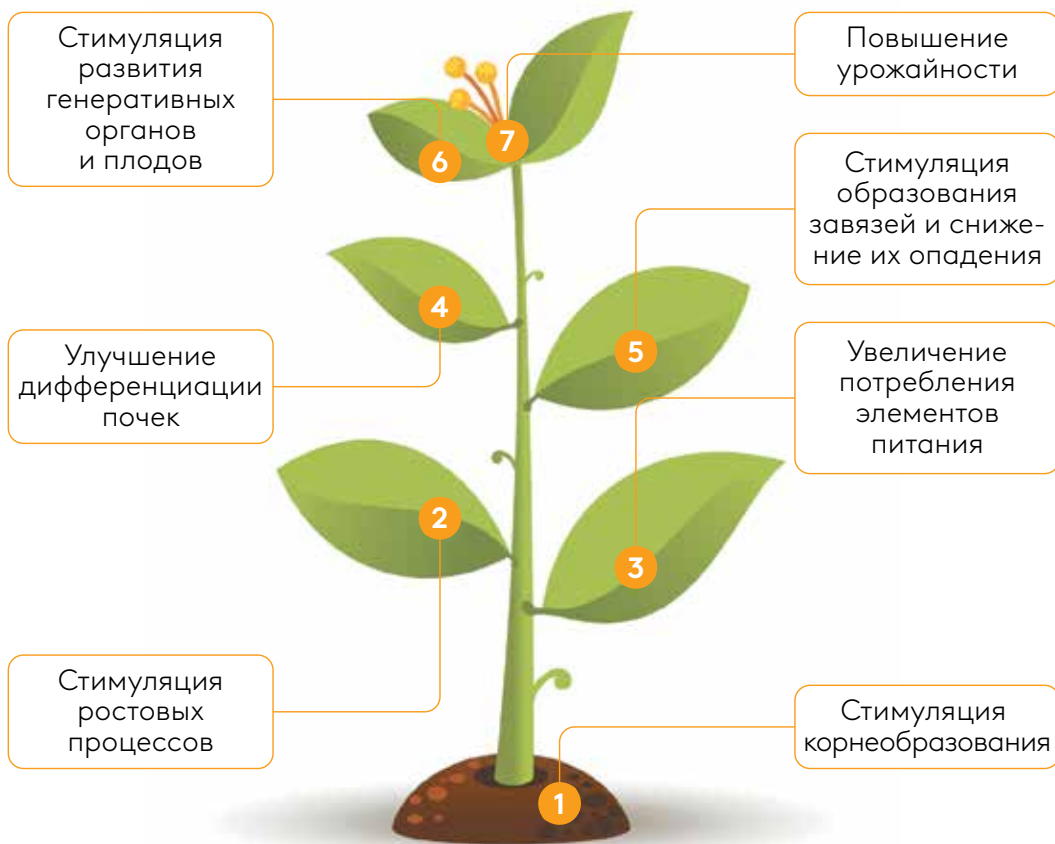 Стимуляция
развития
генеративных
органов
и плодов
Повышение
урожайности
7
6
Стимуляция
образования
завязей и сниже-
ние их опадения
4
5
Улучшение
дифференциации
почек
Увеличение
потребления
элементов
питания
2
3
Стимуляция
ростовых
процессов
Стимуляция
корнеобразования
1